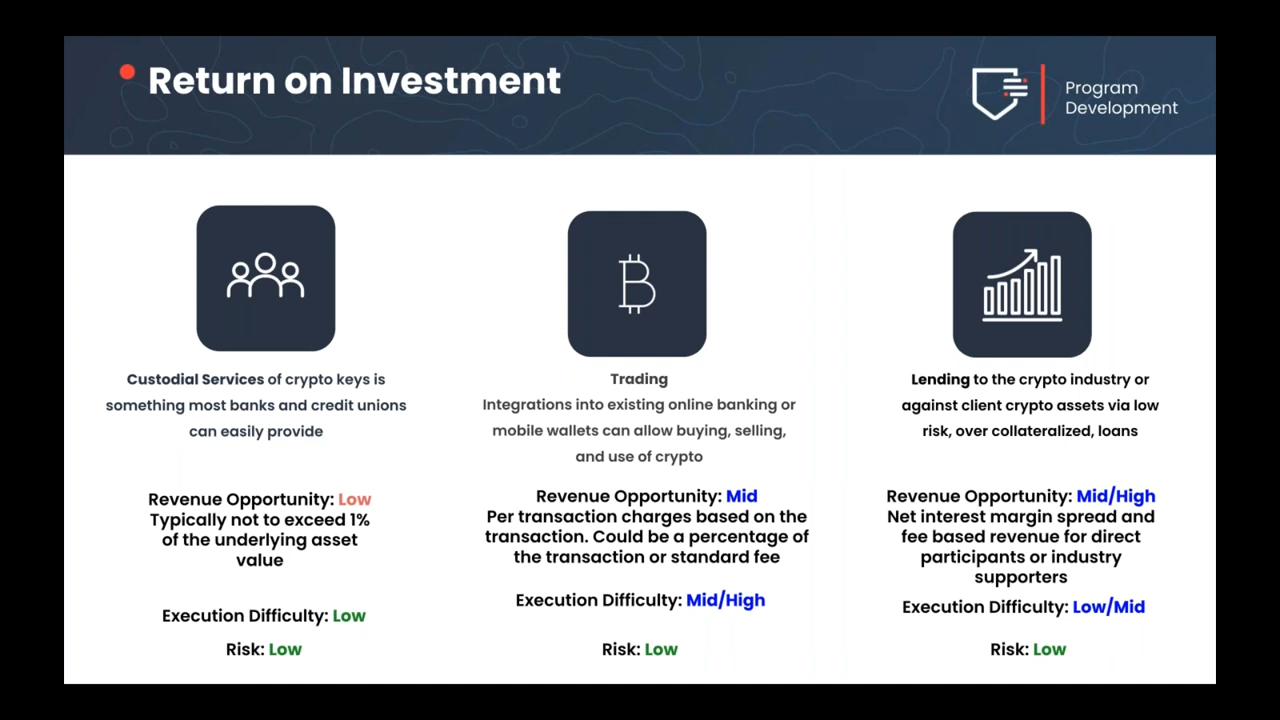 Return on Investment
Program
Development
Custodial Services of crypto keys is
something most banks and credit unions
can easily provide
Revenue Opportunity: Low
Typically not to exceed 1%
of the underlying asset
value
Execution Difficulty: Low
Risk: Low
Trading
Integrations into existing online banking or
mobile wallets can allow buying, selling,
and use of crypto
Revenue Opportunity: Mid
Per transaction charges based on the
transaction. Could be a percentage of
the transaction or standard fee
Execution Difficulty: Mid/High
Risk: Low
Lending to the crypto industry or
against client crypto assets via low
risk, over collateralized, loans
Revenue Opportunity: Mid/High
Net interest margin spread and
fee based revenue for direct
participants or industry
supporters
Execution Difficulty: Low/Mid
Risk: Low